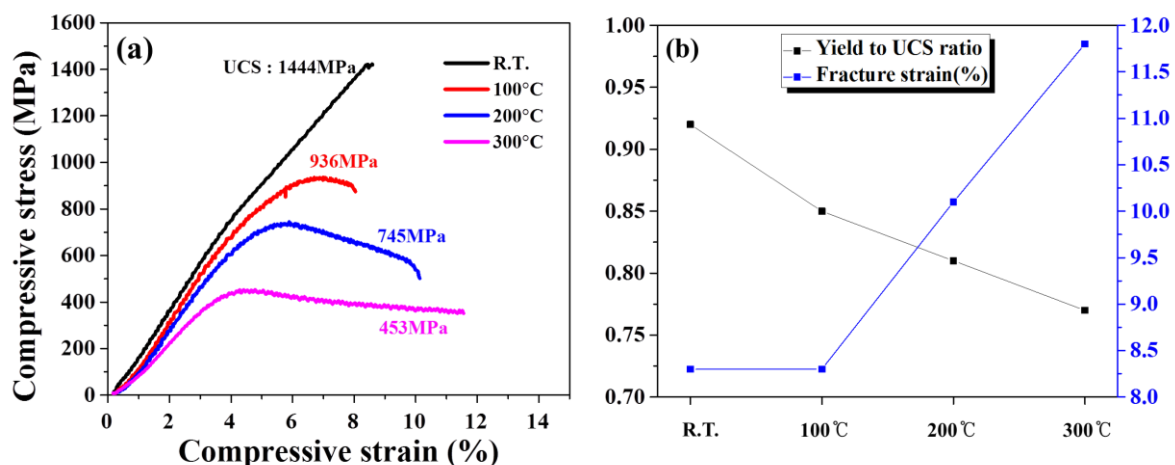 (a)
Compressive stress (MPa)
1600
1400
1200
1000
800
600
400
200
0
UCS : 1444MPa
R.T.
100°C
200°C
300°C
936MPa
745MPa
453MPa
0 2 4 6 8 10 12 14
Compressive strain (%)
(b)
1.00
0.95
0.90
0.85
0.80
0.75
0.70
Yield to UCS ratio
Fracture strain(%)
12.0
11.5
11.0
10.5
10.0
9.5
9.0
8.5
8.0
R.T. 100℃ 200℃ 300℃